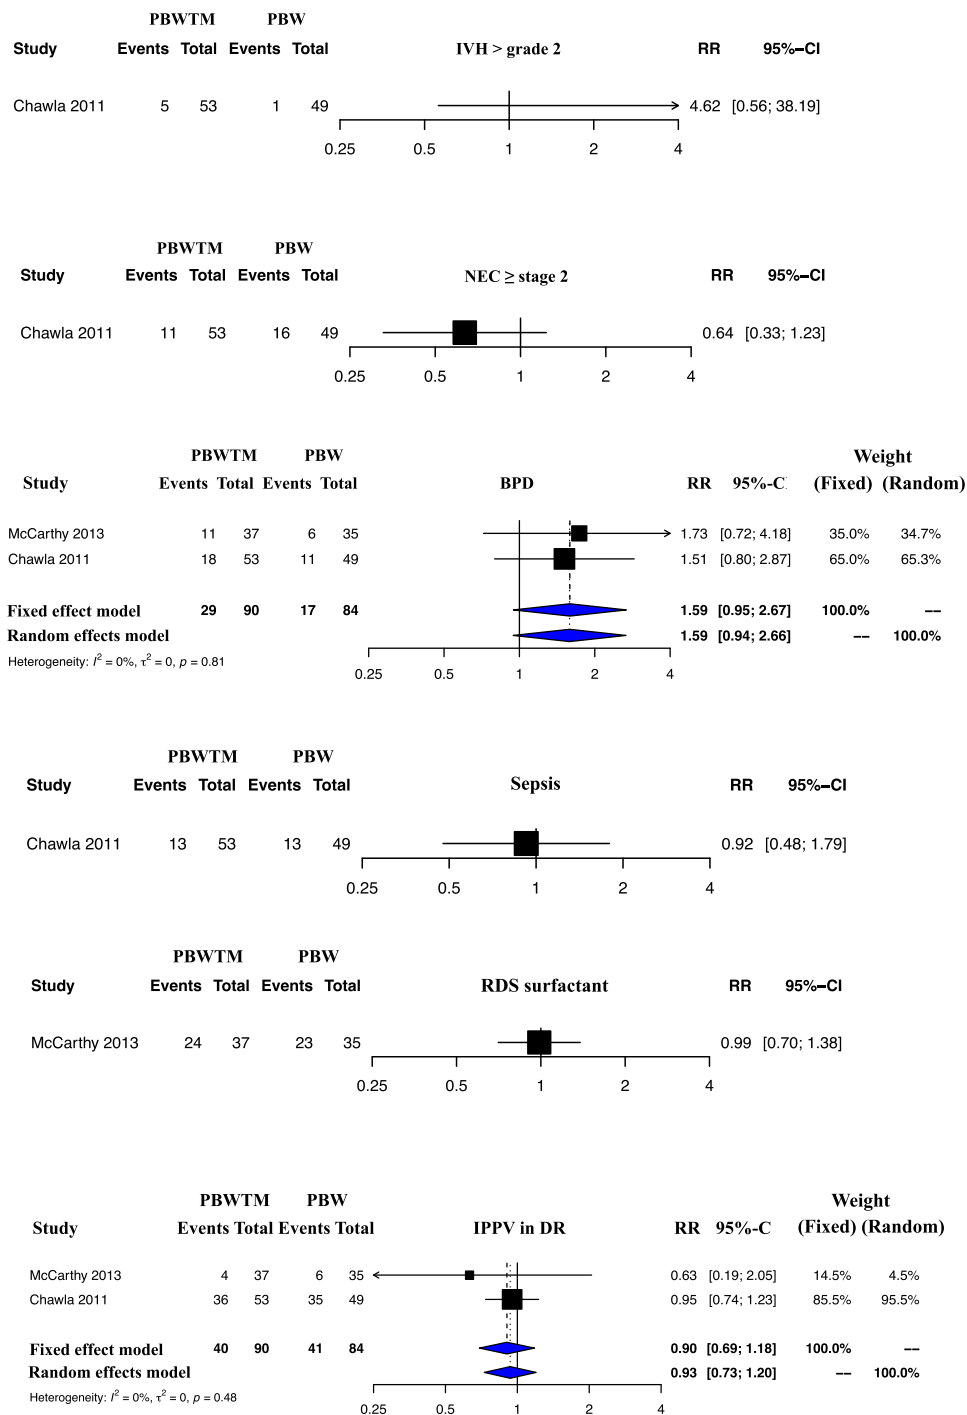 PBWTM PBW
Study Events Total Events Total IVH > grade 2 RR 95%–CI
Chawla 2011 5 53 1 49 4.62 [0.56; 38.19]
0.25 0.5 1 2 4
PBWTM PBW
Study Events Total Events Total NEC ≥ stage 2 RR 95%–CI
Chawla 2011 11 53 16 49 0.64 [0.33; 1.23]
0.25 0.5 1 2 4
PBWTM PBW Weight
Study Events Total Events Total BPD RR 95%-C (Fixed) (Random)
McCarthy 2013 11 37 6 35 1.73 [0.72; 4.18] 35.0% 34.7%
Chawla 2011 18 53 11 49 1.51 [0.80; 2.87] 65.0% 65.3%
Fixed effect model 29 90 17 84 1.59 [0.95; 2.67] 100.0% −−
Random effects model 1.59 [0.94; 2.66] −− 100.0%
Heterogeneity: I² = 0%, τ² = 0, p = 0.81
0.25 0.5 1 2 4
PBWTM PBW
Study Events Total Events Total Sepsis RR 95%–CI
Chawla 2011 13 53 13 49 0.92 [0.48; 1.79]
0.25 0.5 1 2 4
PBWTM PBW
Study Events Total Events Total RDS surfactant RR 95%–CI
McCarthy 2013 24 37 23 35 0.99 [0.70; 1.38]
0.25 0.5 1 2 4
PBWTM PBW Weight
Study Events Total Events Total IPPV in DR RR 95%-C (Fixed) (Random)
McCarthy 2013 4 37 6 35 0.63 [0.19; 2.05] 14.5% 4.5%
Chawla 2011 36 53 35 49 0.95 [0.74; 1.23] 85.5% 95.5%
Fixed effect model 40 90 41 84 0.90 [0.69; 1.18] 100.0% −−
Random effects model 0.93 [0.73; 1.20] −− 100.0%
Heterogeneity: I² = 0%, τ² = 0, p = 0.48
0.25 0.5 1 2 4